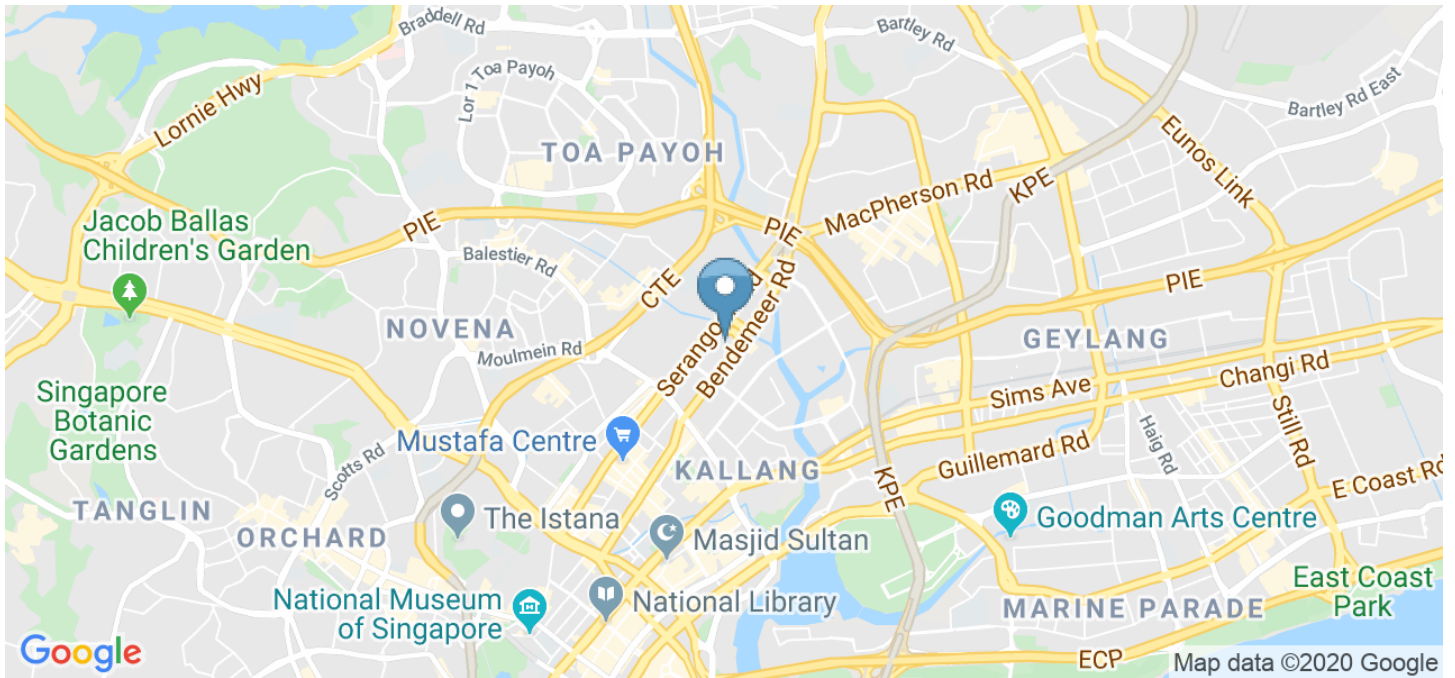 Braddell Rd
Bartley Rd
Lor 1 Toa Payoh
Bartley Rd East
Lornie Hwy
Eunos Link
TOA PAYOH
MacPherson Rd
KPE
Jacob Ballas
Children's Garden
PIE
PIE
Balestier Rd
CTE
PIE
NOVENA
Moulmein Rd
Bendemeer Rd
GEYLANG
Singapore
Botanic
Gardens
Sims Ave
Changi Rd
Mustafa Centre
Scotts Rd
KALLANG
Guillemard Rd
Haig Rd
Still Rd
E Coast Rd
KPE
TANGLIN
ORCHARD
The Istana
Masjid Sultan
Goodman Arts Centre
National Museum
of Singapore
National Library
MARINE PARADE
East Coast
Park
ECP
Google
Map data ©2020 Google